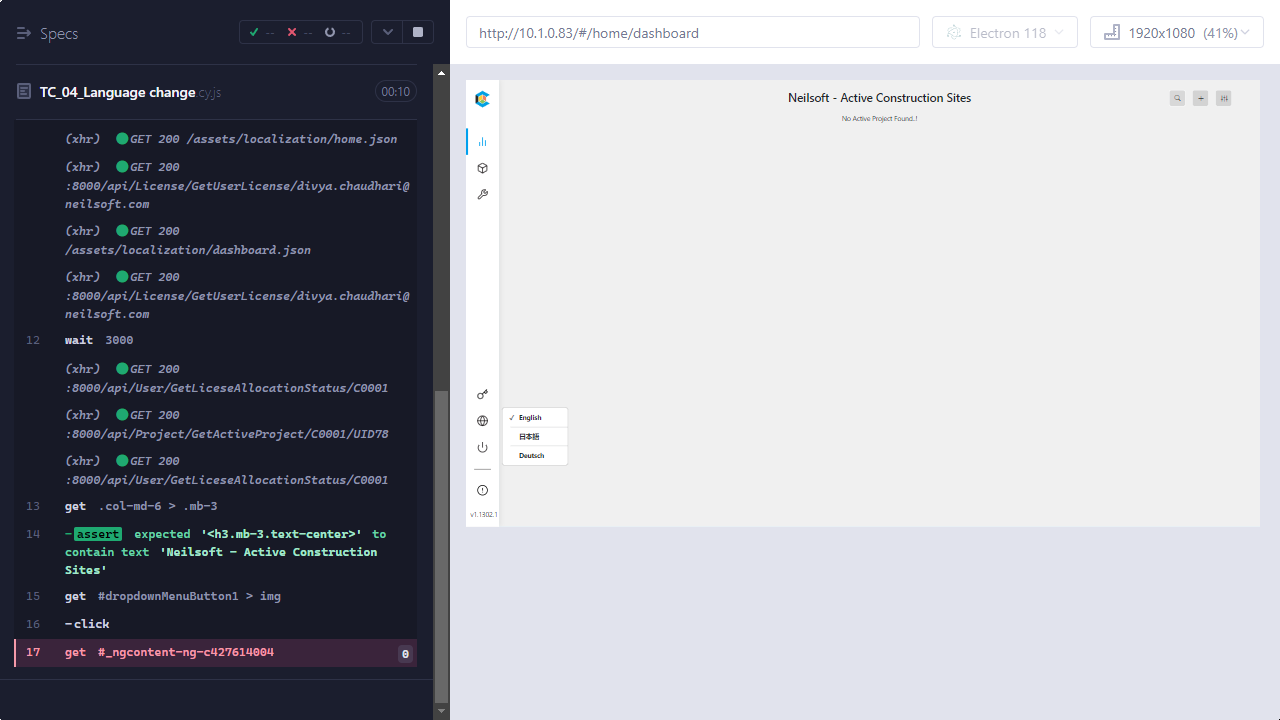 Specs
-- -- --
http://10.1.0.83/#/home/dashboard
Electron 118
1920x1080 (41%)
TC_04_Language change.cy.js
00:10
(xhr) GET 200 /assets/localization/home.json
(xhr) GET 200
:8000/api/License/GetUserLicense/divya.chaudhari@
neilsoft.com
(xhr) GET 200
/assets/localization/dashboard.json
(xhr) GET 200
:8000/api/License/GetUserLicense/divya.chaudhari@
neilsoft.com
12 wait 3000
(xhr) GET 200
:8000/api/User/GetLiceseAllocationStatus/C0001
(xhr) GET 200
:8000/api/Project/GetActiveProject/C0001/UID78
(xhr) GET 200
:8000/api/User/GetLiceseAllocationStatus/C0001
13 get .col-md-6 > .mb-3
14 -assert expected '<h3.mb-3.text-center>' to
contain text 'Neilsoft - Active Construction
Sites'
15 get #dropdownMenuButton1 > img
16 -click
17 get #_ngcontent-ng-c427614004 0
Neilsoft - Active Construction Sites
No Active Project Found..!
✓ English
日本語
Deutsch
v1.1302.1